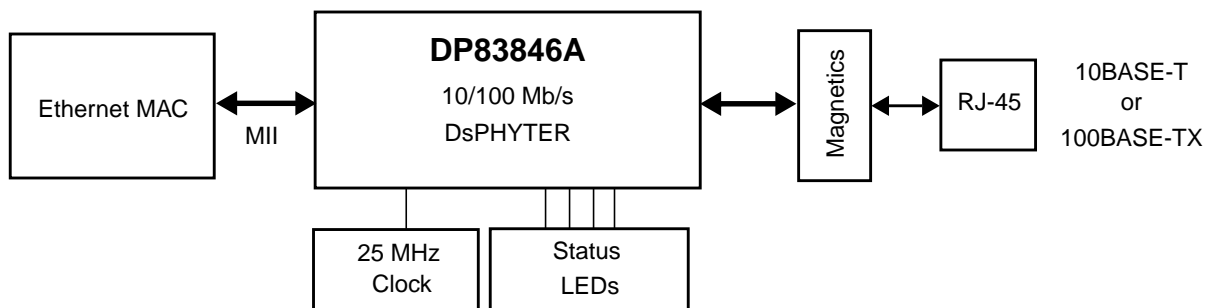 Ethernet MAC
MII
DP83846A
10/100 Mb/s
DsPHYTER
Magnetics
RJ-45
10BASE-T
or
100BASE-TX
25 MHz
Clock
Status
LEDs